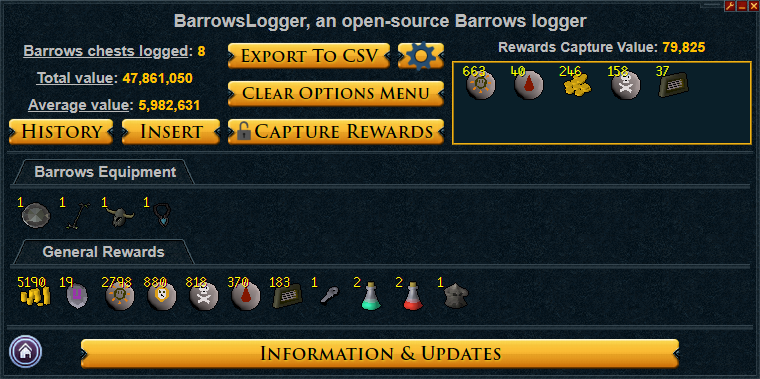 BarrowsLogger, an open-source Barrows logger
Barrows chests logged: 8
Total value: 47,861,050
Average value: 5,982,631
HISTORY
INSERT
EXPORT TO CSV
CLEAR OPTIONS MENU
CAPTURE REWARDS
Rewards Capture Value: 79,825
663 40 246 158 37
Barrows Equipment
1 1 1 1
General Rewards
5190 19 2798 880 818 370 183 1 2 2 1
INFORMATION & UPDATES